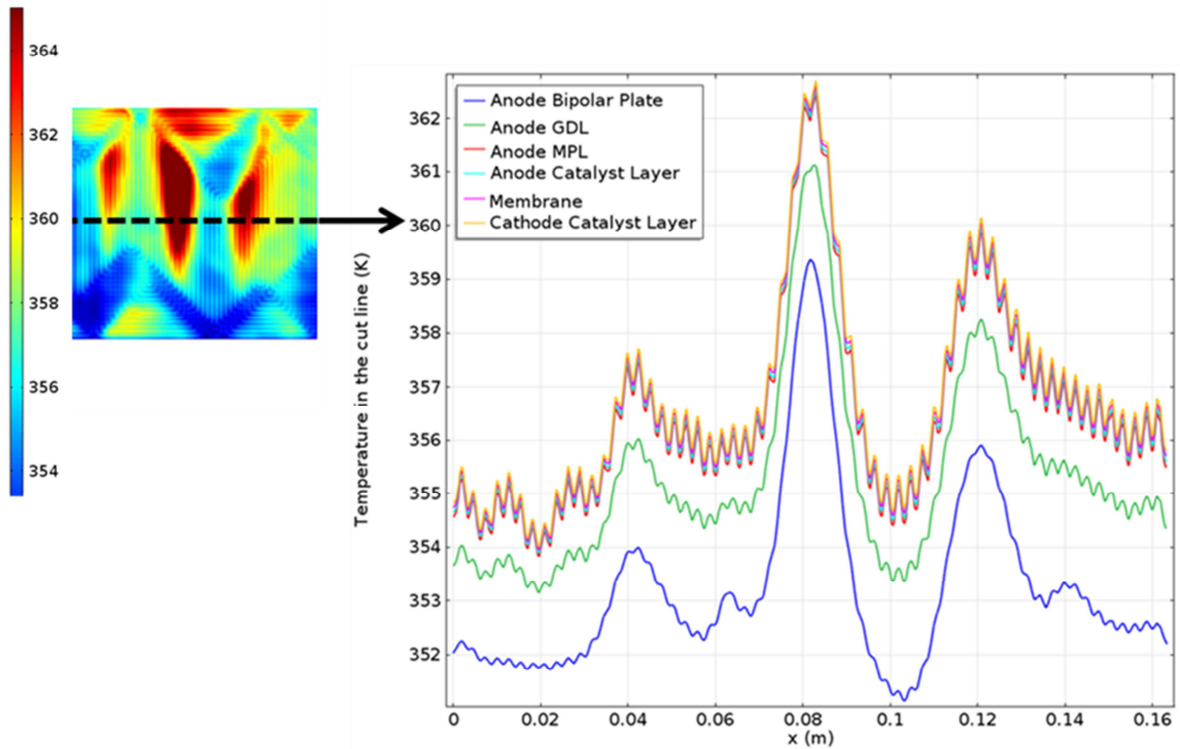 364
362
360
358
356
354
Temperature in the cut line (K)
362
361
360
359
358
357
356
355
354
353
352
Anode Bipolar Plate
Anode GDL
Anode MPL
Anode Catalyst Layer
Membrane
Cathode Catalyst Layer
0 0.02 0.04 0.06 0.08 0.1 0.12 0.14 0.16
x (m)